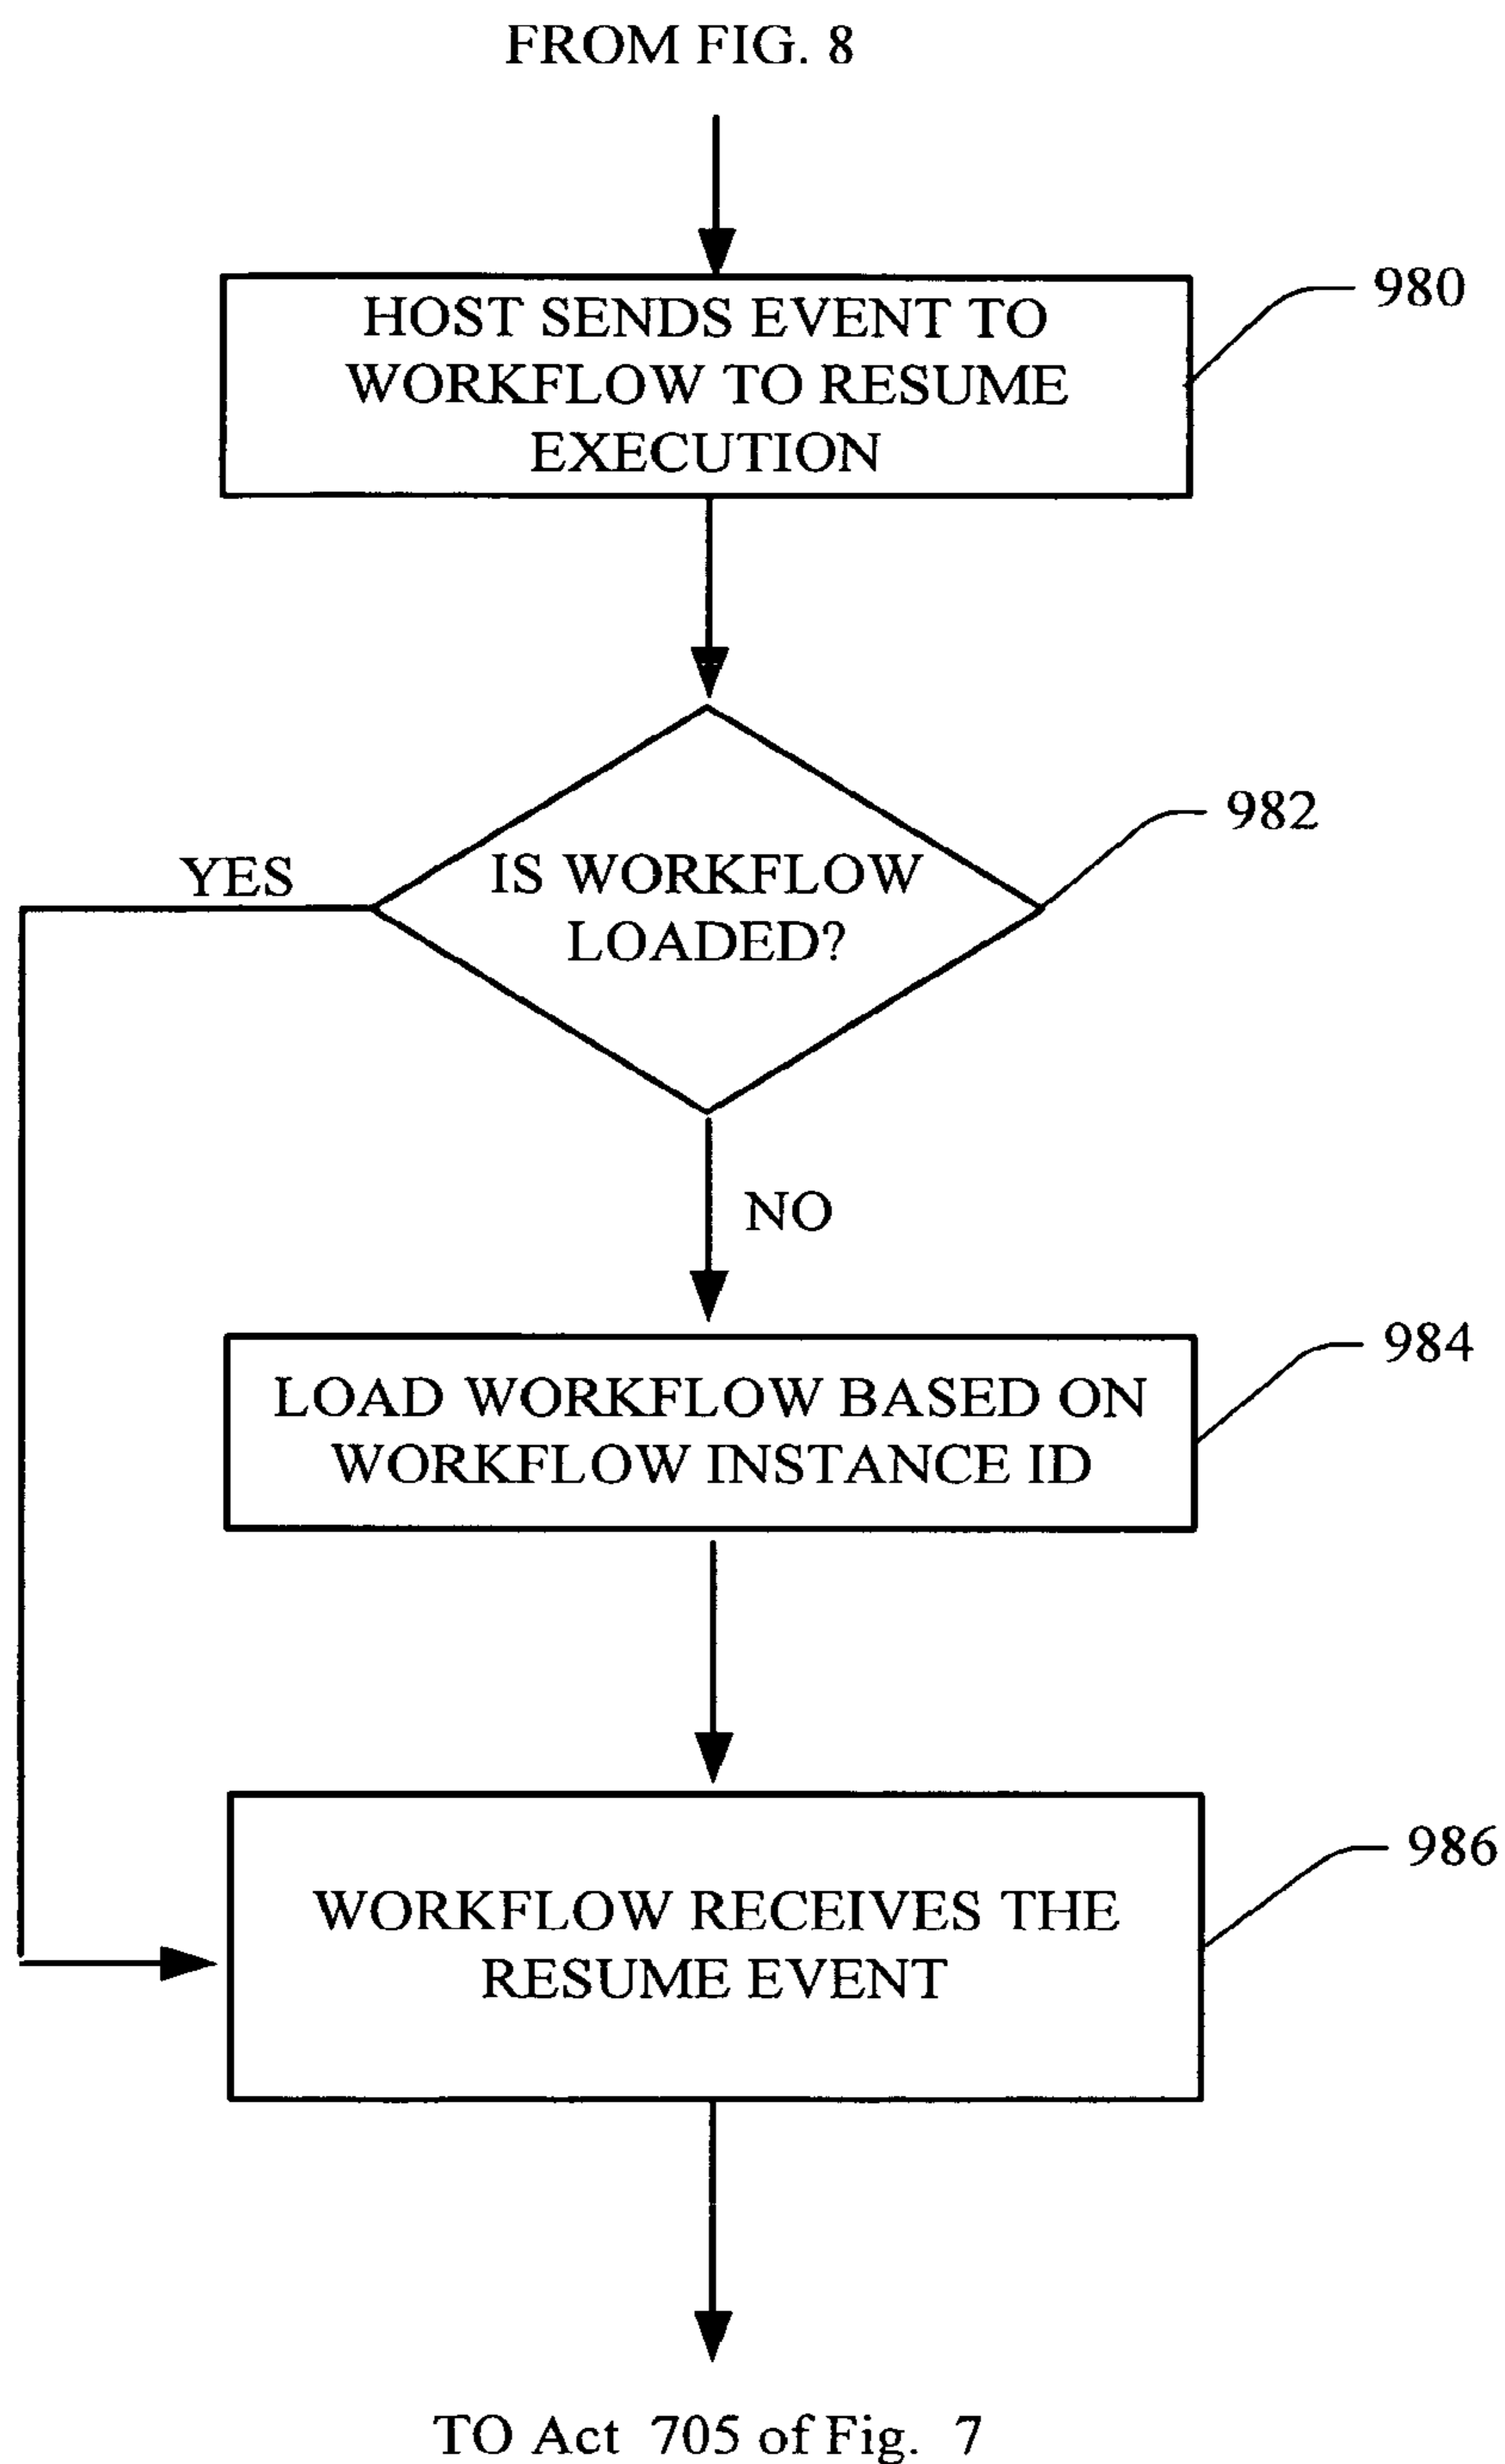 FROM FIG. 8
HOST SENDS EVENT TO
WORKFLOW TO RESUME
EXECUTION
980
982
YES
IS WORKFLOW
LOADED?
NO
984
LOAD WORKFLOW BASED ON
WORKFLOW INSTANCE ID
986
WORKFLOW RECEIVES THE
RESUME EVENT
TO Act 705 of Fig. 7